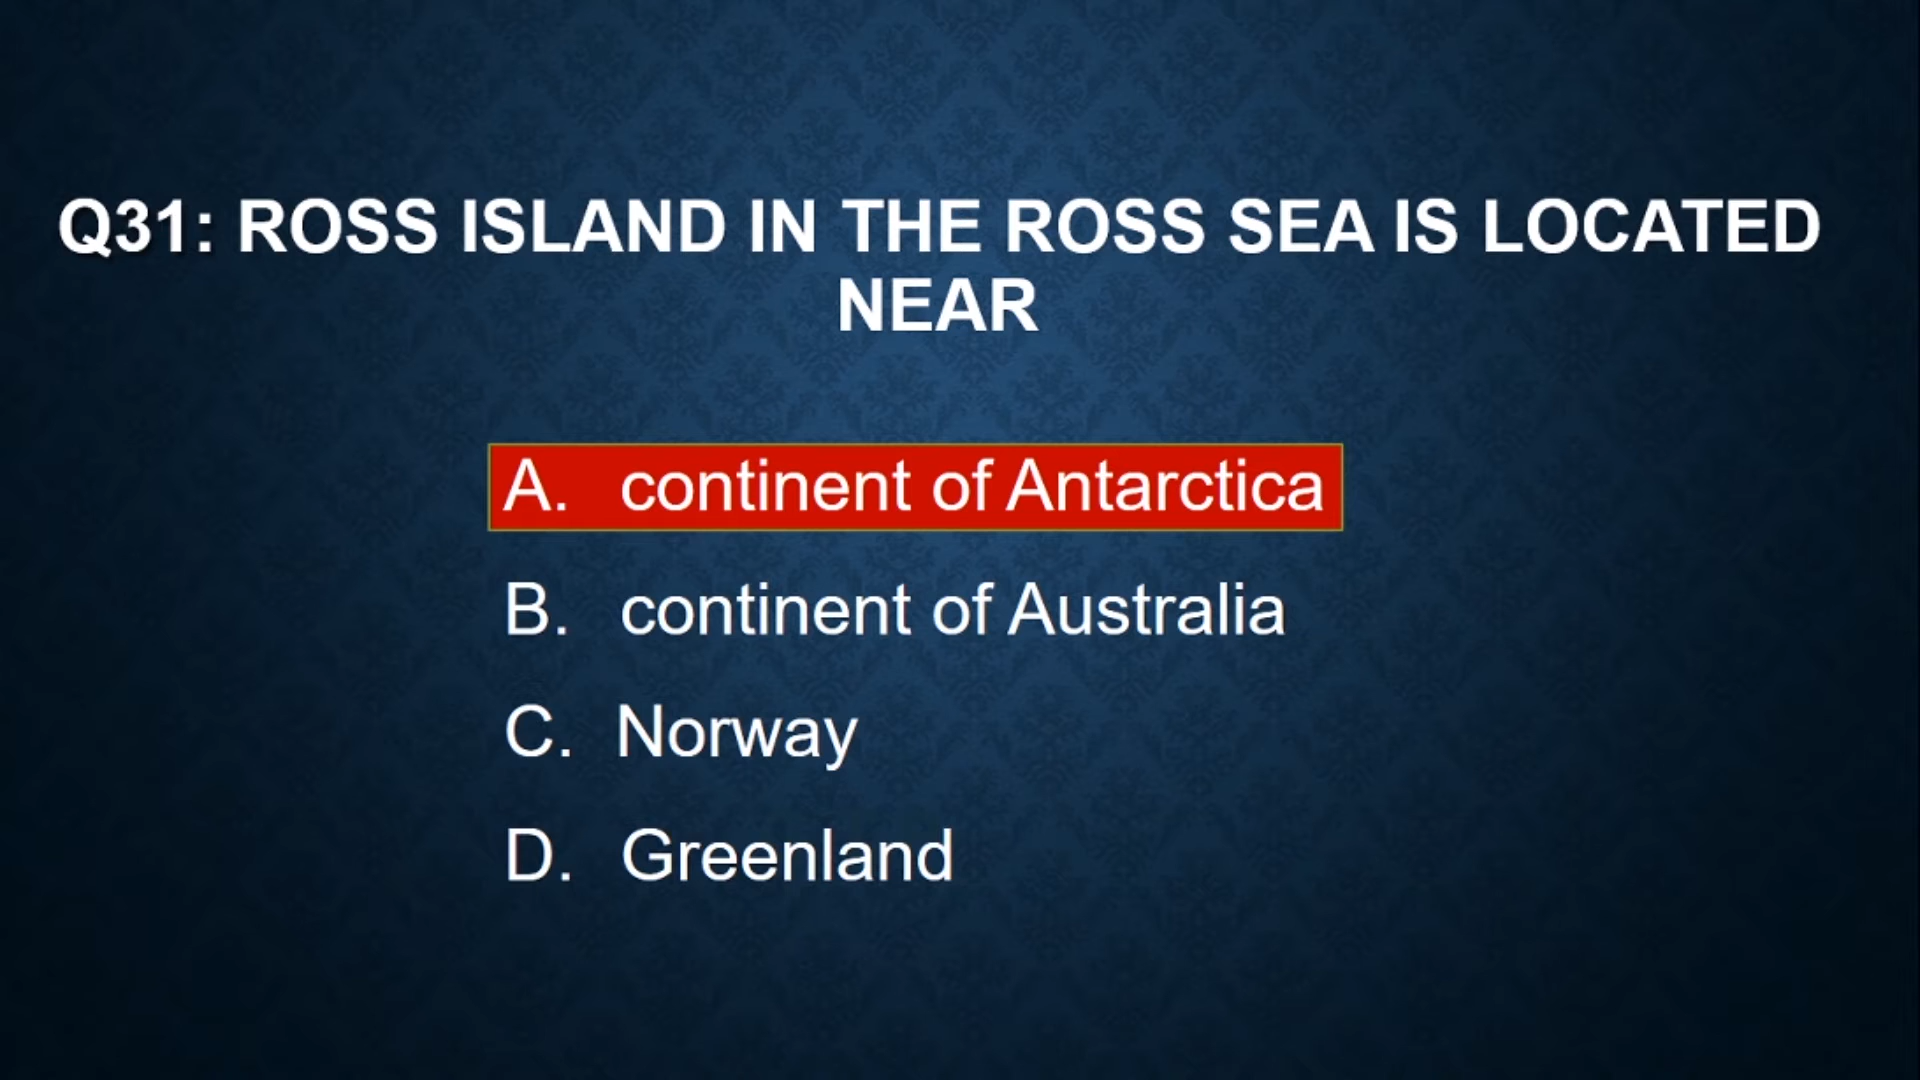 Q31: ROSS ISLAND IN THE ROSS SEA IS LOCATED
NEAR
A. continent of Antarctica
B. continent of Australia
C. Norway
D. Greenland